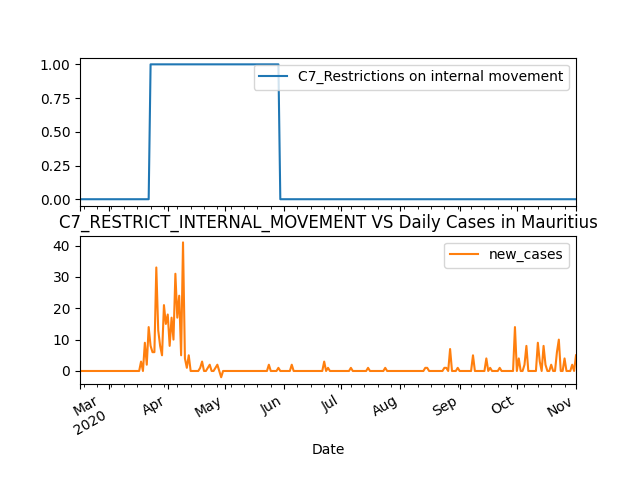 1.00
0.75
0.50
0.25
0.00
C7_Restrictions on internal movement
C7_RESTRICT_INTERNAL_MOVEMENT VS Daily Cases in Mauritius
40
30
20
10
0
new_cases
Mar
2020
Apr
May
Jun
Jul
Aug
Sep
Oct
Nov
Date